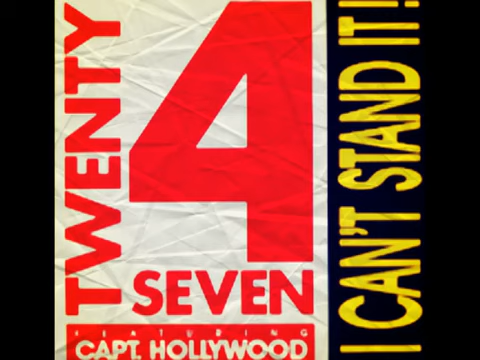 TWENTY
4
SEVEN
FEATURING
CAPT. HOLLYWOOD
I CAN'T STAND IT!